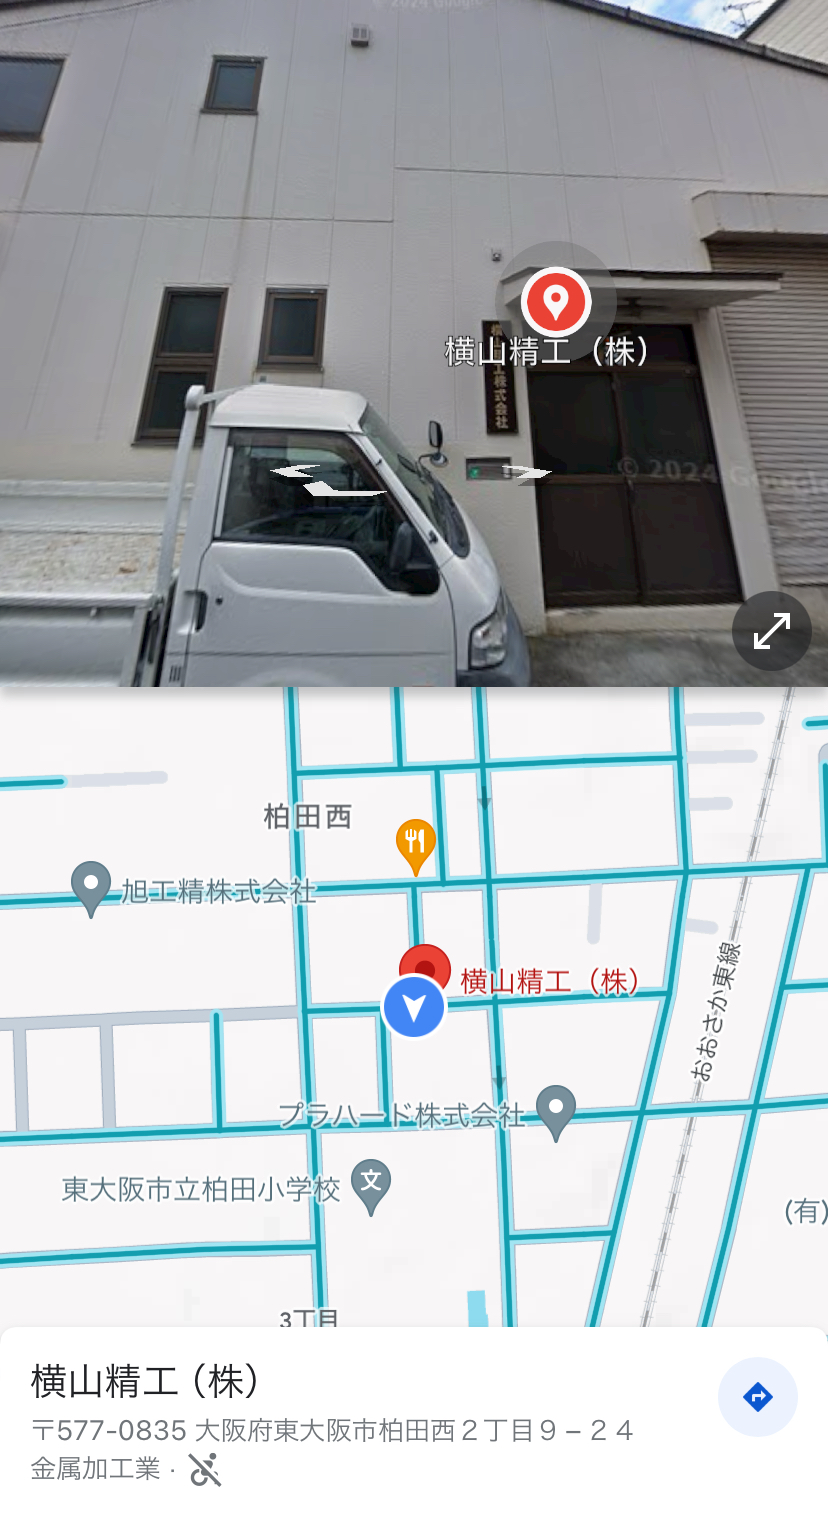 © 2024 Google
横山精工（株）
横山精工株式会社
© 2024 Google
柏田西
旭工精株式会社
横山精工（株）
おおさか東線
プラハード株式会社
東大阪市立柏田小学校
文
(有)
3丁目
横山精工（株）
〒577-0835 大阪府東大阪市柏田西２丁目９−２４
金属加工業 ·